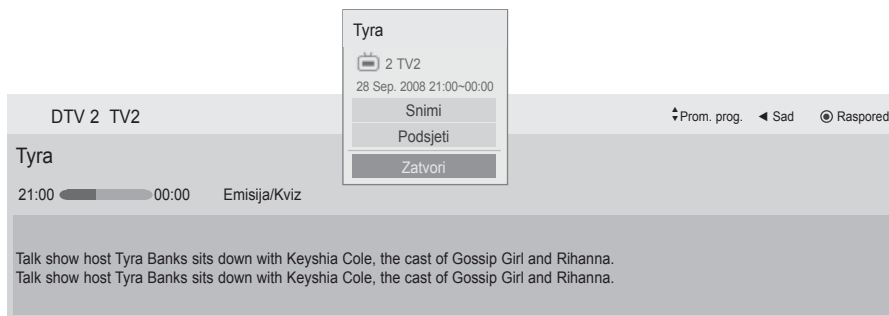 Tyra
2 TV2
28 Sep. 2008 21:00~00:00
Snimi
Podsjeti
Zatvori
DTV 2 TV2
Prom. prog. ◄ Sad ◉ Raspored
Tyra
21:00 00:00 Emisija/Kviz
Talk show host Tyra Banks sits down with Keyshia Cole, the cast of Gossip Girl and Rihanna.
Talk show host Tyra Banks sits down with Keyshia Cole, the cast of Gossip Girl and Rihanna.